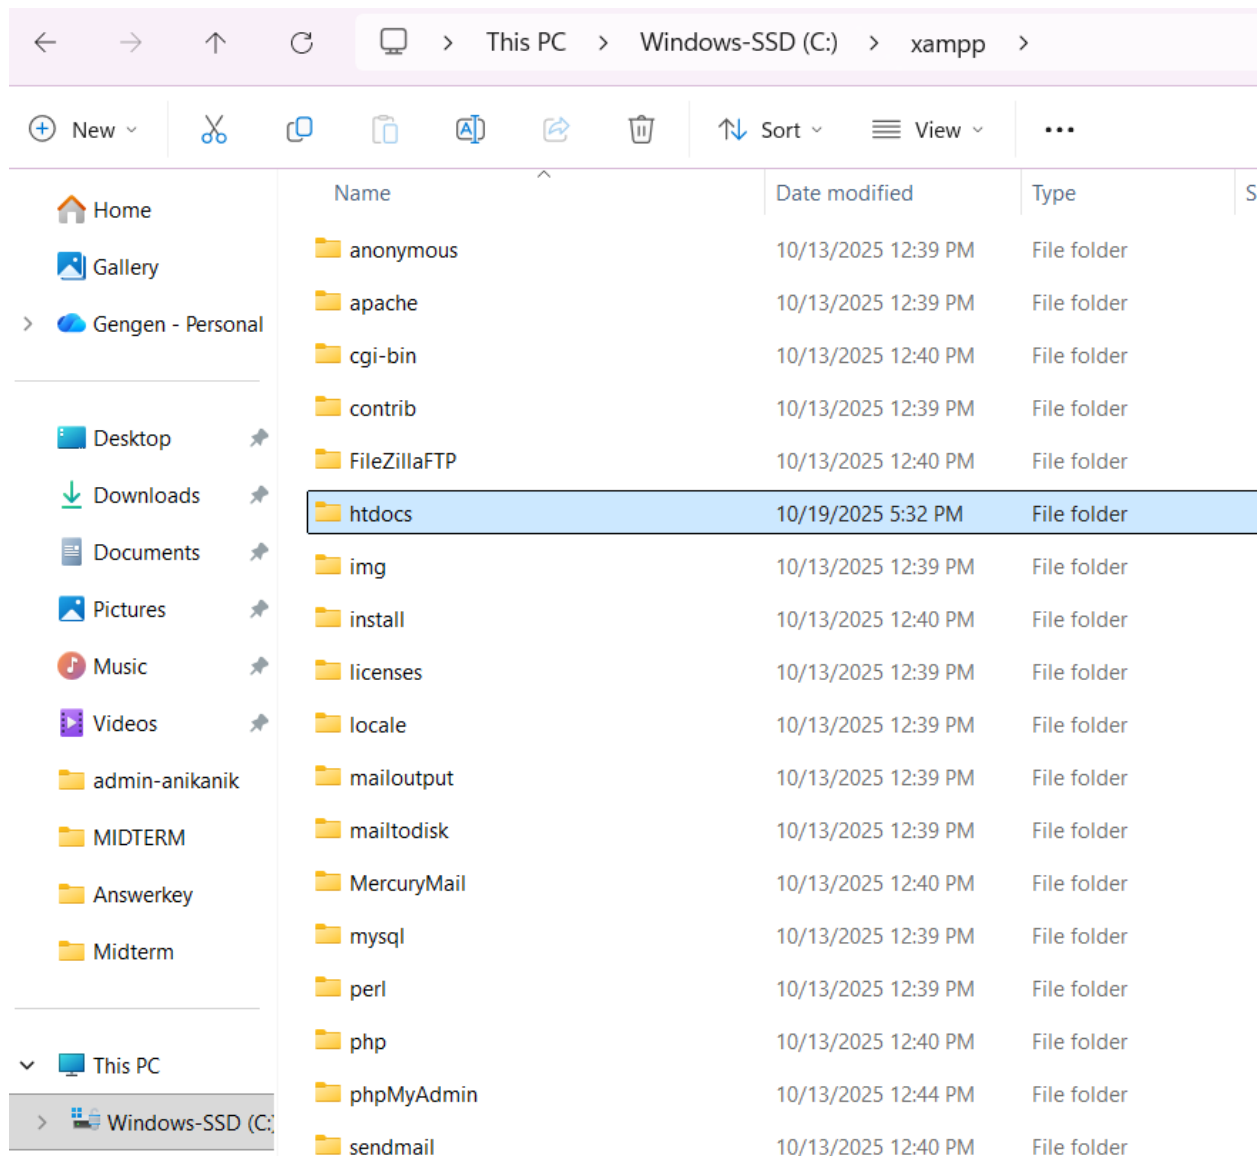 This PC > Windows-SSD (C:) > xampp >
New Sort View ...
Name Date modified Type S
Home
Gallery
Gengen - Personal
Desktop
Downloads
Documents
Pictures
Music
Videos
admin-anikanik
MIDTERM
Answerkey
Midterm
This PC
Windows-SSD (C:)
anonymous 10/13/2025 12:39 PM File folder
apache 10/13/2025 12:39 PM File folder
cgi-bin 10/13/2025 12:40 PM File folder
contrib 10/13/2025 12:39 PM File folder
FileZillaFTP 10/13/2025 12:40 PM File folder
htdocs 10/19/2025 5:32 PM File folder
img 10/13/2025 12:39 PM File folder
install 10/13/2025 12:40 PM File folder
licenses 10/13/2025 12:39 PM File folder
locale 10/13/2025 12:39 PM File folder
mailoutput 10/13/2025 12:39 PM File folder
mailtodisk 10/13/2025 12:39 PM File folder
MercuryMail 10/13/2025 12:40 PM File folder
mysql 10/13/2025 12:39 PM File folder
perl 10/13/2025 12:39 PM File folder
php 10/13/2025 12:40 PM File folder
phpMyAdmin 10/13/2025 12:44 PM File folder
sendmail 10/13/2025 12:40 PM File folder